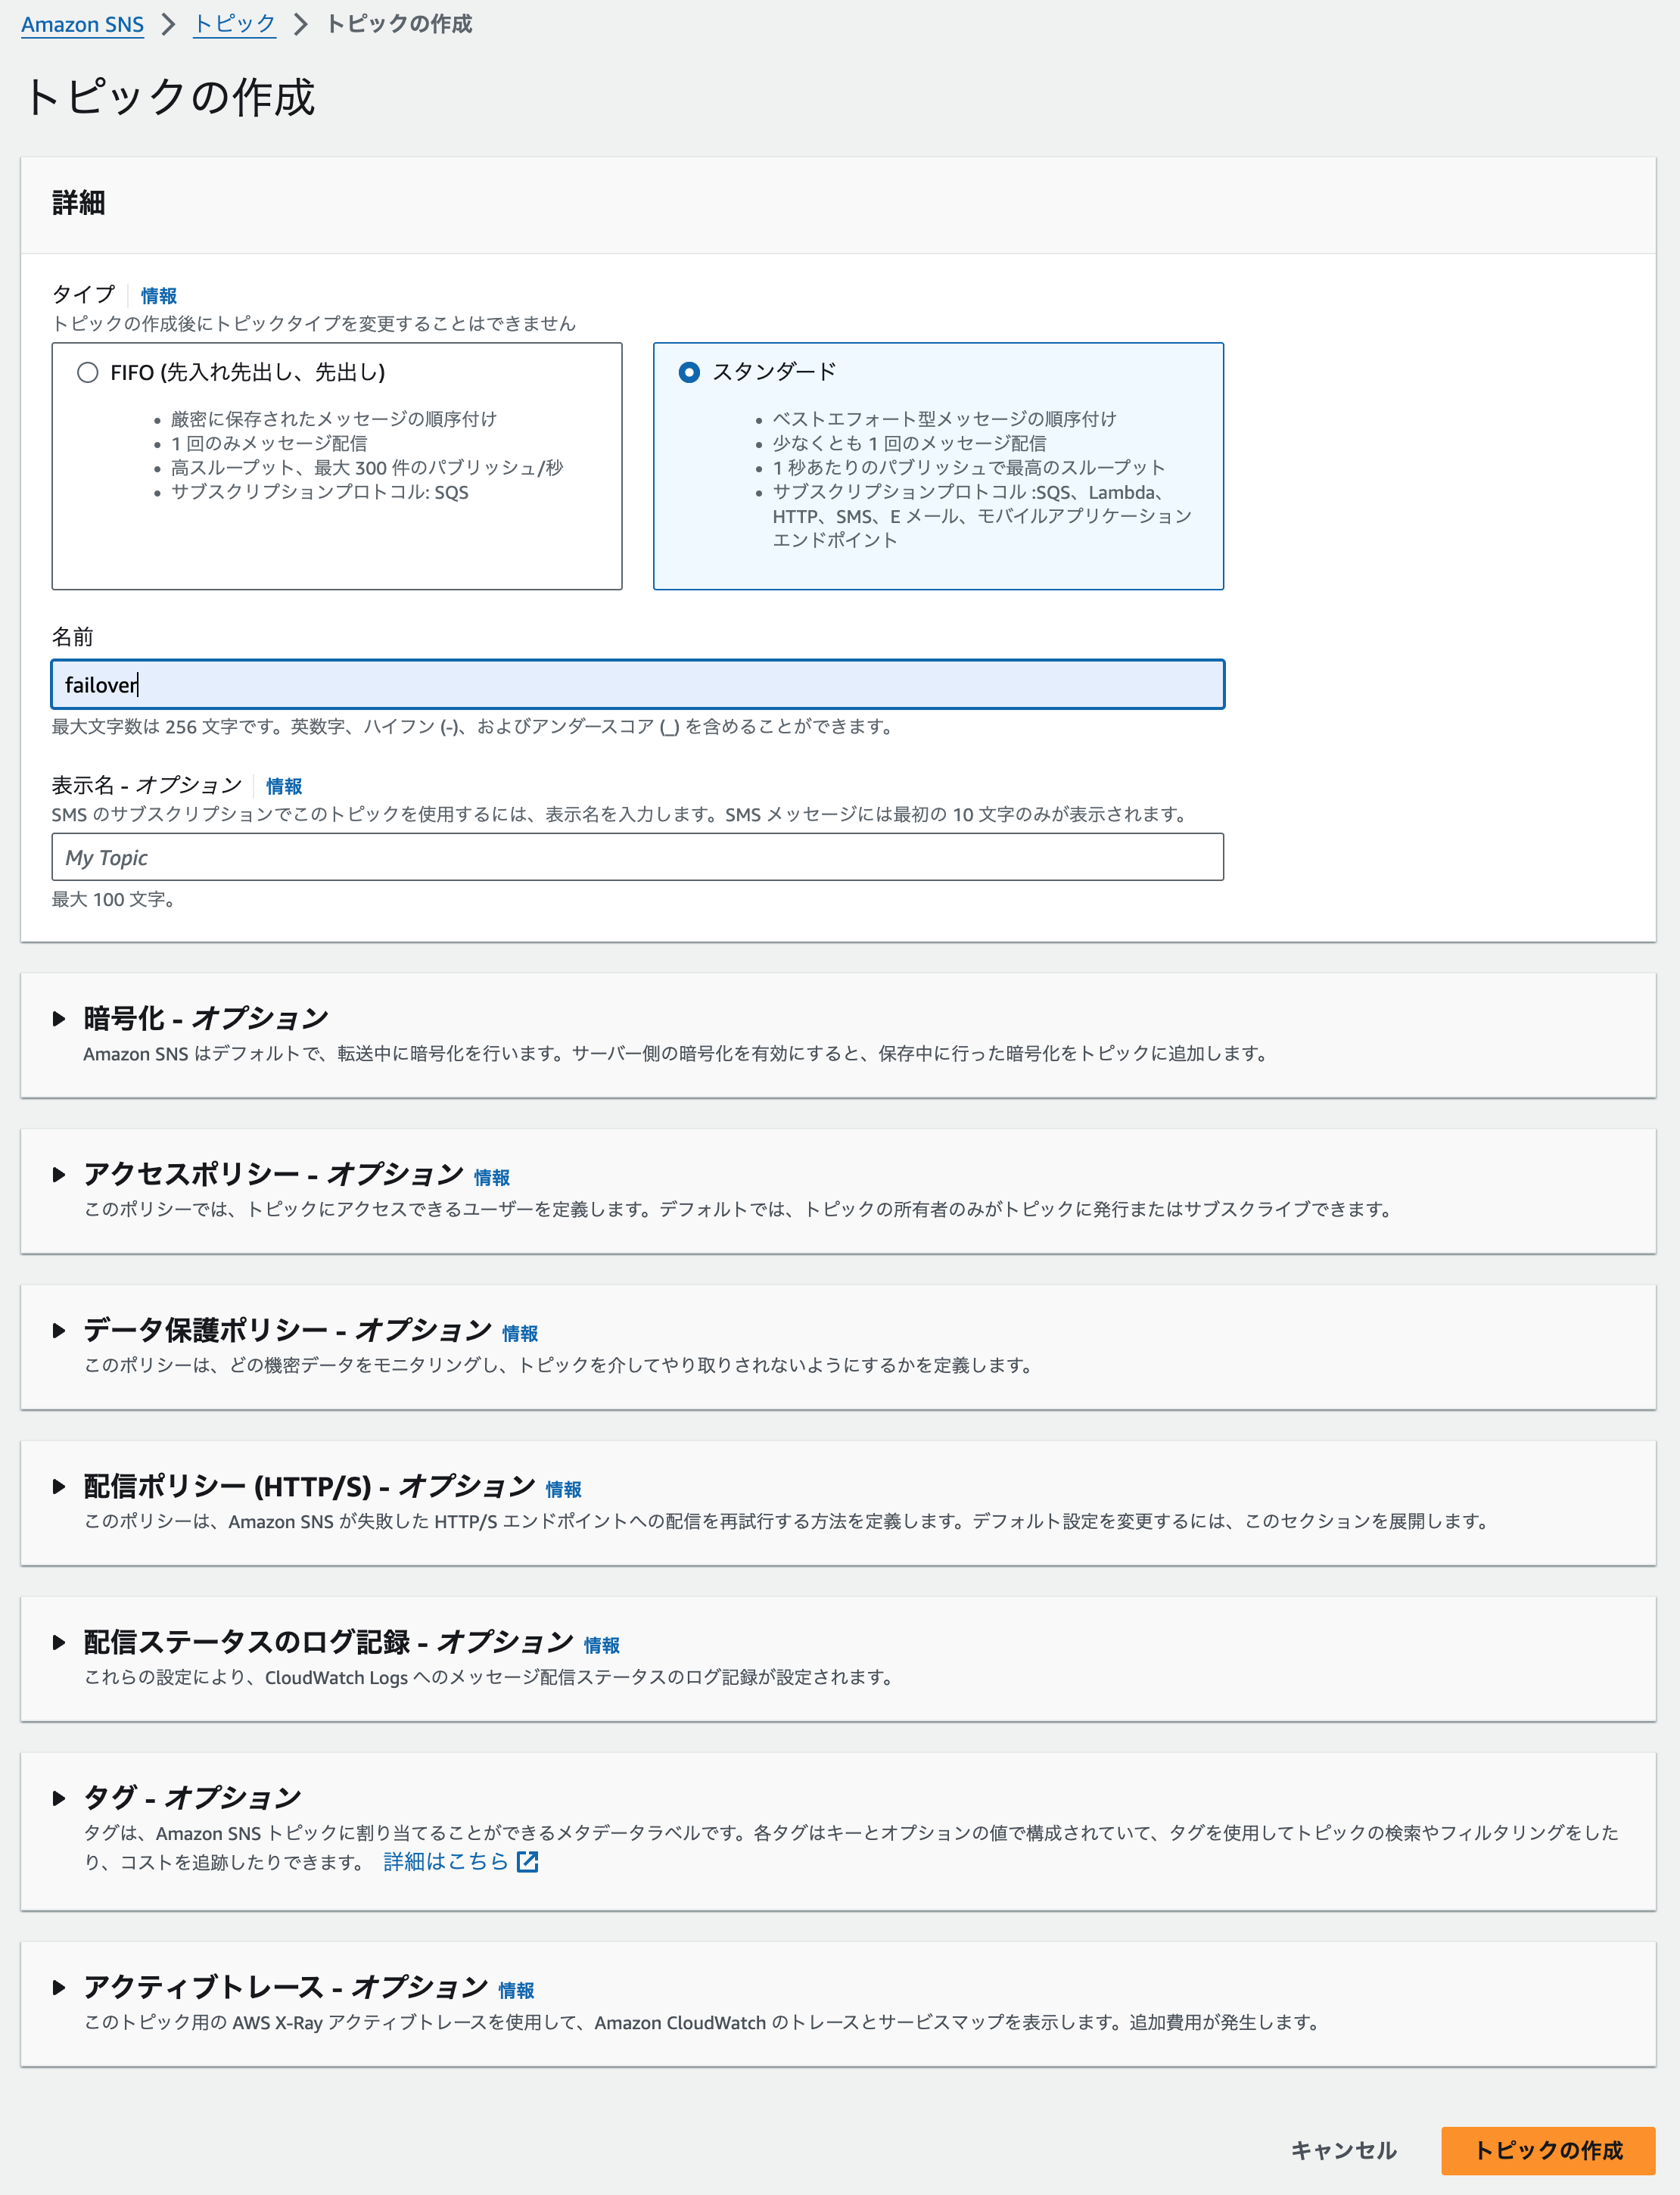 Amazon SNS > トピック > トピックの作成
トピックの作成
詳細
タイプ 情報
トピックの作成後にトピックタイプを変更することはできません
FIFO (先入れ先出し、先出し)
• 厳密に保存されたメッセージの順序付け
• 1 回のみメッセージ配信
• 高スループット、最大 300 件のパブリッシュ/秒
• サブスクリプションプロトコル: SQS
スタンダード
• ベストエフォート型メッセージの順序付け
• 少なくとも 1 回のメッセージ配信
• 1 秒あたりのパブリッシュで最高のスループット
• サブスクリプションプロトコル :SQS、Lambda、
HTTP、SMS、E メール、モバイルアプリケーション
エンドポイント
名前
failover
最大文字数は 256 文字です。英数字、ハイフン (-)、およびアンダースコア (_) を含めることができます。
表示名 - オプション 情報
SMS のサブスクリプションでこのトピックを使用するには、表示名を入力します。SMS メッセージには最初の 10 文字のみが表示されます。
My Topic
最大 100 文字。
暗号化 - オプション
Amazon SNS はデフォルトで、転送中に暗号化を行います。サーバー側の暗号化を有効にすると、保存中に行った暗号化をトピックに追加します。
アクセスポリシー - オプション 情報
このポリシーでは、トピックにアクセスできるユーザーを定義します。デフォルトでは、トピックの所有者のみがトピックに発行またはサブスクライブできます。
データ保護ポリシー - オプション 情報
このポリシーは、どの機密データをモニタリングし、トピックを介してやり取りされないようにするかを定義します。
配信ポリシー (HTTP/S) - オプション 情報
このポリシーは、Amazon SNS が失敗した HTTP/S エンドポイントへの配信を再試行する方法を定義します。デフォルト設定を変更するには、このセクションを展開します。
配信ステータスのログ記録 - オプション 情報
これらの設定により、CloudWatch Logs へのメッセージ配信ステータスのログ記録が設定されます。
タグ - オプション
タグは、Amazon SNS トピックに割り当てることができるメタデータラベルです。各タグはキーとオプションの値で構成されていて、タグを使用してトピックの検索やフィルタリングをした
り、コストを追跡したりできます。 詳細はこちら
アクティブトレース - オプション 情報
このトピック用の AWS X-Ray アクティブトレースを使用して、Amazon CloudWatch のトレースとサービスマップを表示します。追加費用が発生します。
キャンセル トピックの作成